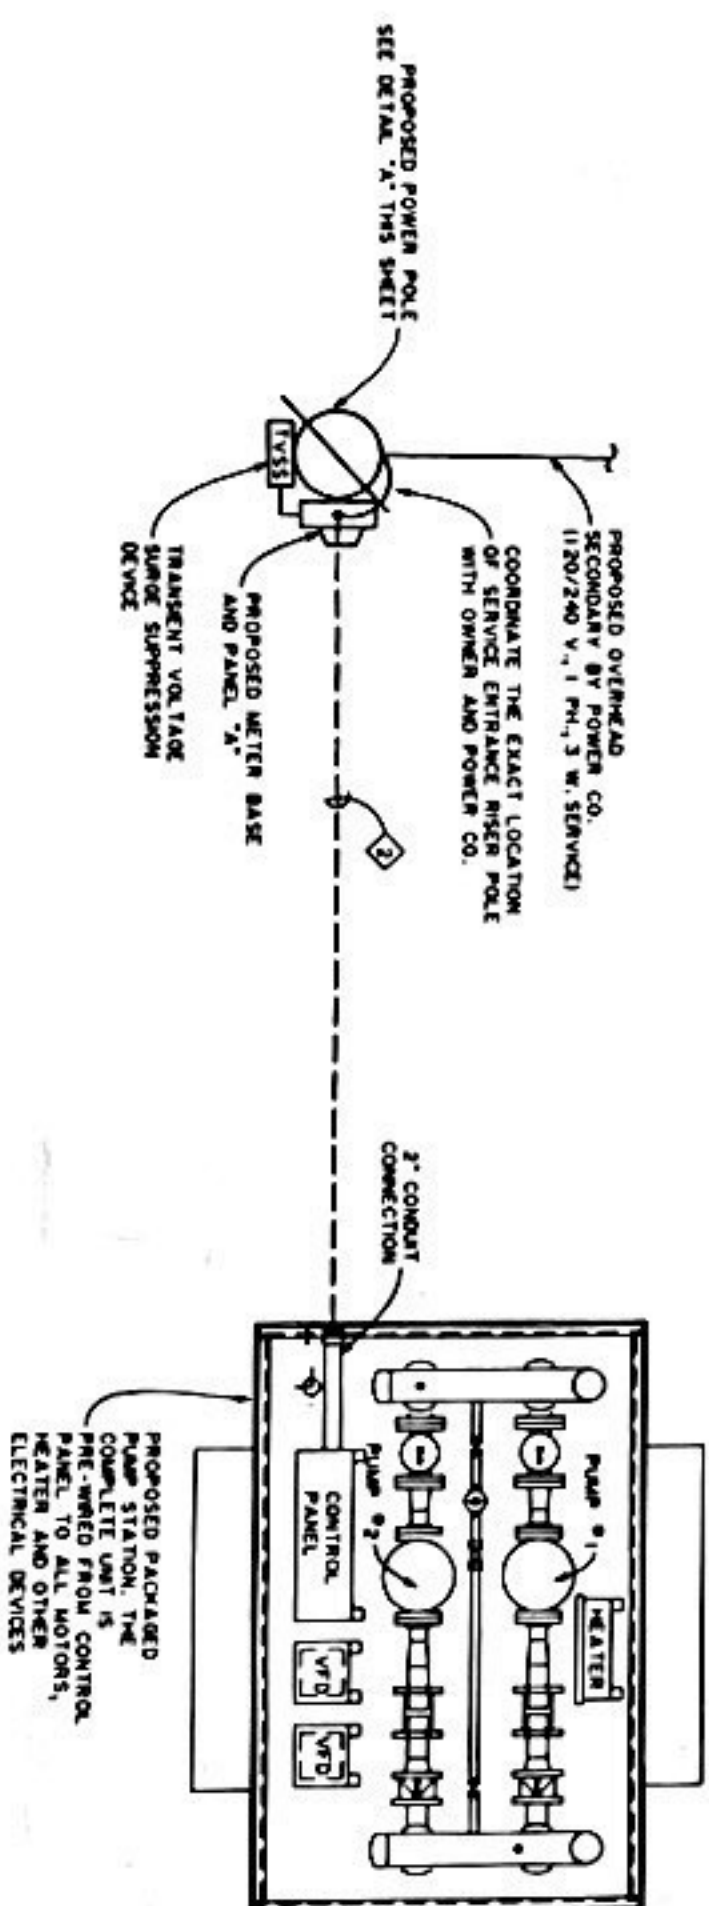 PROPOSED POWER POLE
SEE DETAIL "A" THIS SHEET
PROPOSED OVERHEAD
SECONDARY BY POWER CO.
(120/240 V., 1 PH., 3 W. SERVICE)
COORDINATE THE EXACT LOCATION
OF SERVICE ENTRANCE RISER POLE
WITH OWNER AND POWER CO.
TVSS
PROPOSED METER BASE
AND PANEL "A"
TRANSIENT VOLTAGE
SURGE SUPPRESSION
DEVICE
2
2" CONDUIT
CONNECTION
PUMP #1
HEATER
PUMP #2
CONTROL
PANEL
VFD
VFD
PROPOSED PACKAGED
PUMP STATION. THE
COMPLETE UNIT IS
PRE-WIRED FROM CONTROL
PANEL TO ALL MOTORS,
HEATER AND OTHER
ELECTRICAL DEVICES